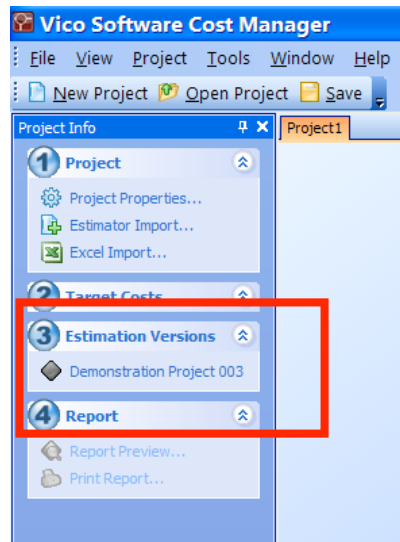 Vico Software Cost Manager
File View Project Tools Window Help
New Project Open Project Save
Project Info Project1
1 Project
Project Properties...
Estimator Import...
Excel Import...
2 Target Costs
3 Estimation Versions
Demonstration Project 003
4 Report
Report Preview...
Print Report...